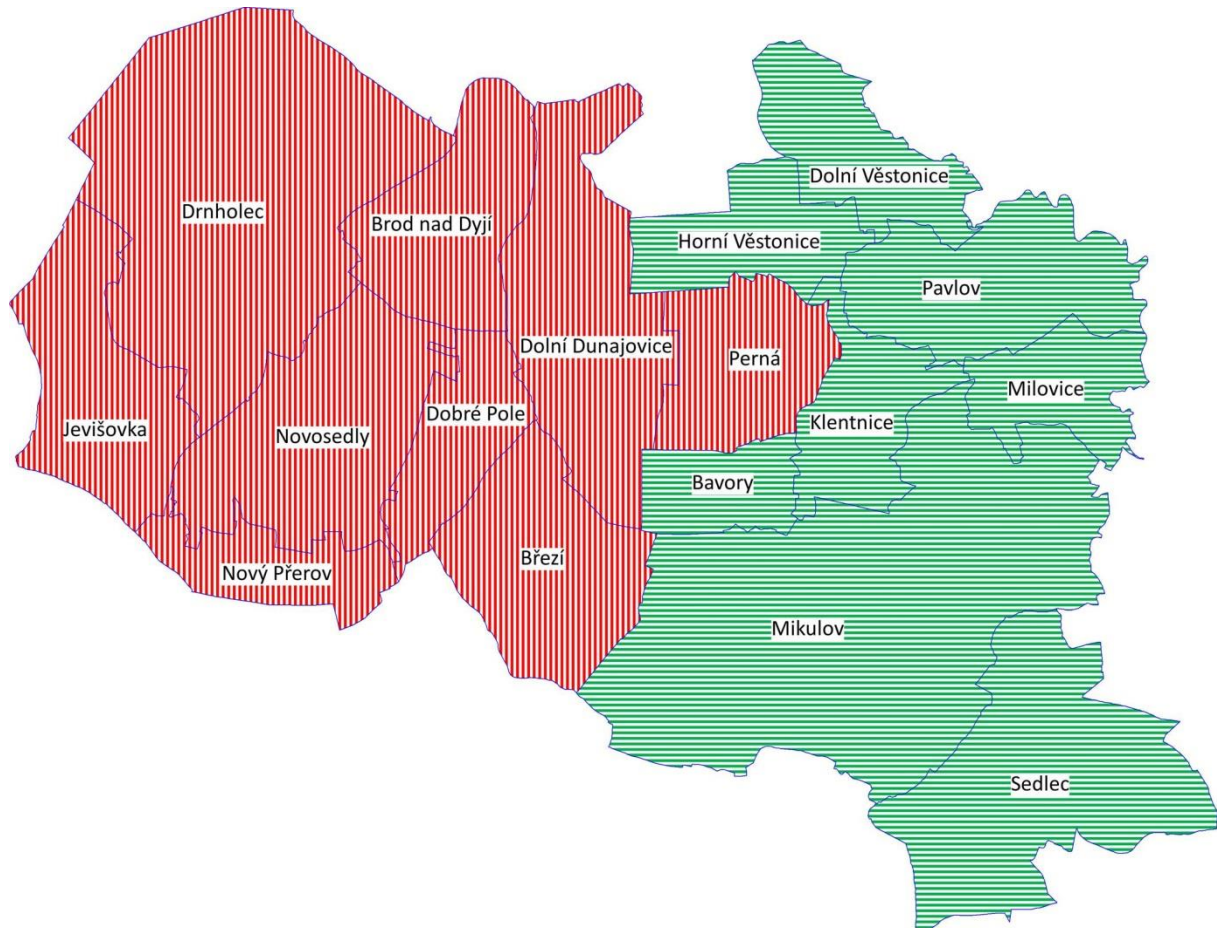 Dolní Věstonice
Drnholec
Brod nad Dyjí
Horní Věstonice
Pavlov
Dolní Dunajovice
Perná
Milovice
Dobré Pole
Klentnice
Jevišovka
Novosedly
Bavory
Březí
Nový Přerov
Mikulov
Sedlec